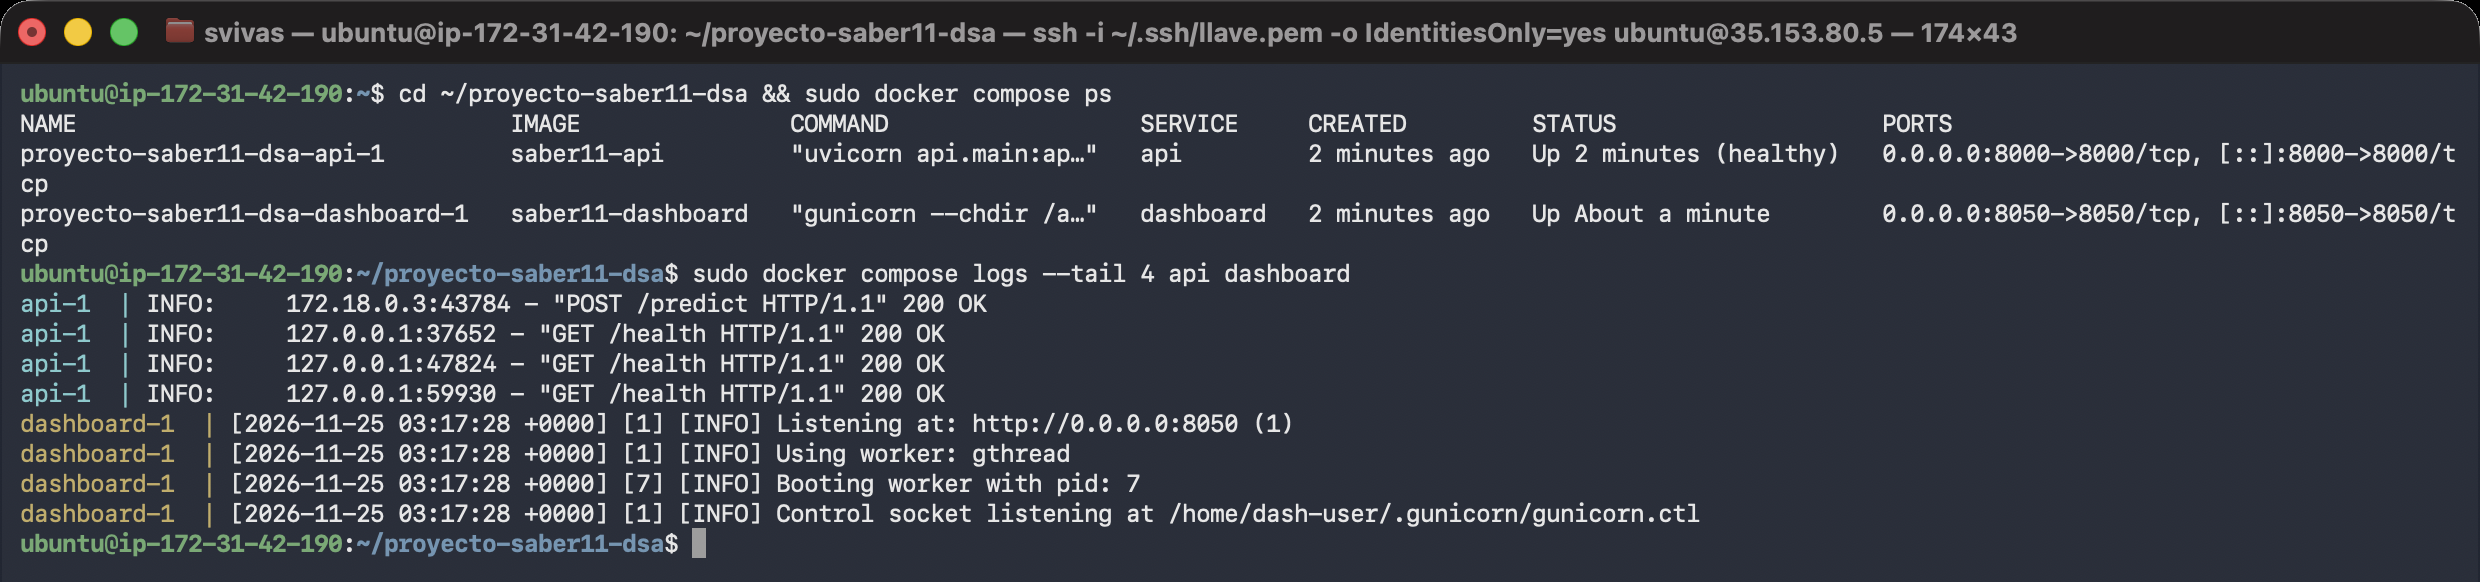 svivas — ubuntu@ip-172-31-42-190: ~/proyecto-saber11-dsa — ssh -i ~/.ssh/llave.pem -o IdentitiesOnly=yes ubuntu@35.153.80.5 — 174×43
ubuntu@ip-172-31-42-190:~$ cd ~/proyecto-saber11-dsa && sudo docker compose ps
NAME                               IMAGE               COMMAND                  SERVICE     CREATED         STATUS                   PORTS
proyecto-saber11-dsa-api-1         saber11-api         "uvicorn api.main:ap…"   api         2 minutes ago   Up 2 minutes (healthy)   0.0.0.0:8000->8000/tcp, [::]:8000->8000/t
cp
proyecto-saber11-dsa-dashboard-1   saber11-dashboard   "gunicorn --chdir /a…"   dashboard   2 minutes ago   Up About a minute        0.0.0.0:8050->8050/tcp, [::]:8050->8050/t
cp
ubuntu@ip-172-31-42-190:~/proyecto-saber11-dsa$ sudo docker compose logs --tail 4 api dashboard
api-1  | INFO:     172.18.0.3:43784 - "POST /predict HTTP/1.1" 200 OK
api-1  | INFO:     127.0.0.1:37652 - "GET /health HTTP/1.1" 200 OK
api-1  | INFO:     127.0.0.1:47824 - "GET /health HTTP/1.1" 200 OK
api-1  | INFO:     127.0.0.1:59930 - "GET /health HTTP/1.1" 200 OK
dashboard-1  | [2026-11-25 03:17:28 +0000] [1] [INFO] Listening at: http://0.0.0.0:8050 (1)
dashboard-1  | [2026-11-25 03:17:28 +0000] [1] [INFO] Using worker: gthread
dashboard-1  | [2026-11-25 03:17:28 +0000] [7] [INFO] Booting worker with pid: 7
dashboard-1  | [2026-11-25 03:17:28 +0000] [1] [INFO] Control socket listening at /home/dash-user/.gunicorn/gunicorn.ctl
ubuntu@ip-172-31-42-190:~/proyecto-saber11-dsa$